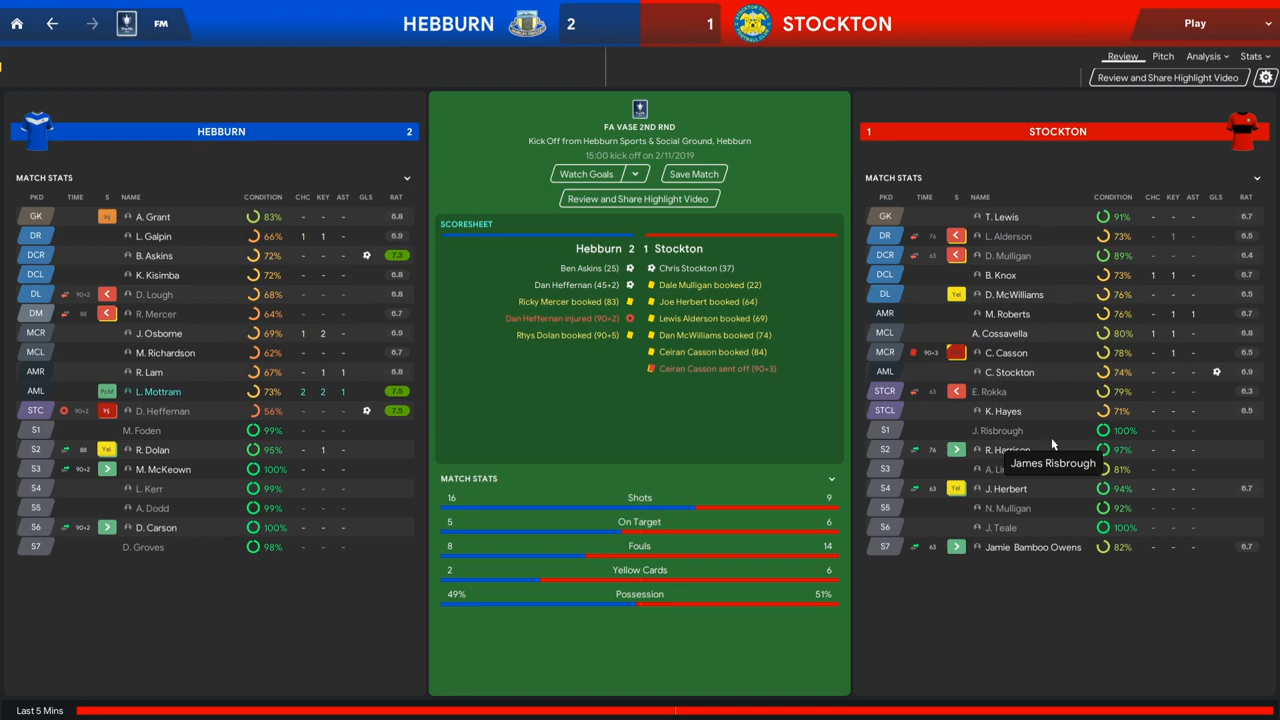 FM
HEBBURN
2
1
STOCKTON
Play
Review Pitch Analysis Stats
Review and Share Highlight Video
HEBBURN 2
MATCH STATS
PKD TIME S NAME CONDITION CHC KEY AST GLS RAT
GK Inj A. Grant 83% - - - 6.8
DR L. Galpin 66% 1 1 - 6.9
DCR B. Askins 72% - - - 7.3
DCL K. Kisimba 72% - - - 6.8
DL 90+2 D. Lough 68% - - - 6.8
DM 88 R. Mercer 64% - - - 6.7
MCR J. Osborne 69% 1 2 - 6.9
MCL M. Richardson 62% - - - 6.7
AMR R. Lam 67% - 1 1 6.8
AML PoM L. Mottram 73% 2 2 1 7.5
STC 90+2 Inj D. Heffernan 56% - - - 7.5
S1 M. Foden 99% - - -
S2 88 Yel R. Dolan 95% - 1 -
S3 90+2 M. McKeown 100% - - -
S4 L. Kerr 99% - - -
S5 A. Dodd 99% - - -
S6 90+2 D. Carson 100% - - -
S7 D. Groves 98% - - -
FA VASE 2ND RND
Kick Off from Hebburn Sports & Social Ground, Hebburn
15:00 kick off on 2/11/2019
Watch Goals Save Match
Review and Share Highlight Video
SCORESHEET
Hebburn 2 1 Stockton
Ben Askins (25) Chris Stockton (37)
Dan Heffernan (45+2) Dale Mulligan booked (22)
Ricky Mercer booked (83) Joe Herbert booked (64)
Dan Heffernan injured (90+2) Lewis Alderson booked (69)
Rhys Dolan booked (90+5) Dan McWilliams booked (74)
Ceiran Casson booked (84)
Ceiran Casson sent off (90+3)
MATCH STATS
16 Shots 9
5 On Target 6
8 Fouls 14
2 Yellow Cards 6
49% Possession 51%
1 STOCKTON
MATCH STATS
PKD TIME S NAME CONDITION CHC KEY AST GLS RAT
GK T. Lewis 91% - - - 6.7
DR 76 L. Alderson 73% - 1 - 6.5
DCR 63 D. Mulligan 89% - - - 6.4
DCL B. Knox 73% 1 1 - 6.7
DL Yel D. McWilliams 76% - - - 6.5
AMR M. Roberts 76% - 1 1 6.7
MCL A. Cossavella 80% 1 1 - 6.8
MCR 90+3 C. Casson 78% - 1 - 6.5
AML C. Stockton 74% - - - 6.9
STCR 63 E. Rokka 79% - - - 6.3
STCL K. Hayes 71% - - - 6.5
S1 J. Risbrough 100% - - -
S2 76 R. Harrison 97% - - -
James Risbrough
S3 A. 81% - - -
S4 63 Yel J. Herbert 94% - - - 6.7
S5 N. Mulligan 92% - - -
S6 J. Teale 100% - - -
S7 63 Jamie Bamboo Owens 82% - - - 6.7
Last 5 Mins